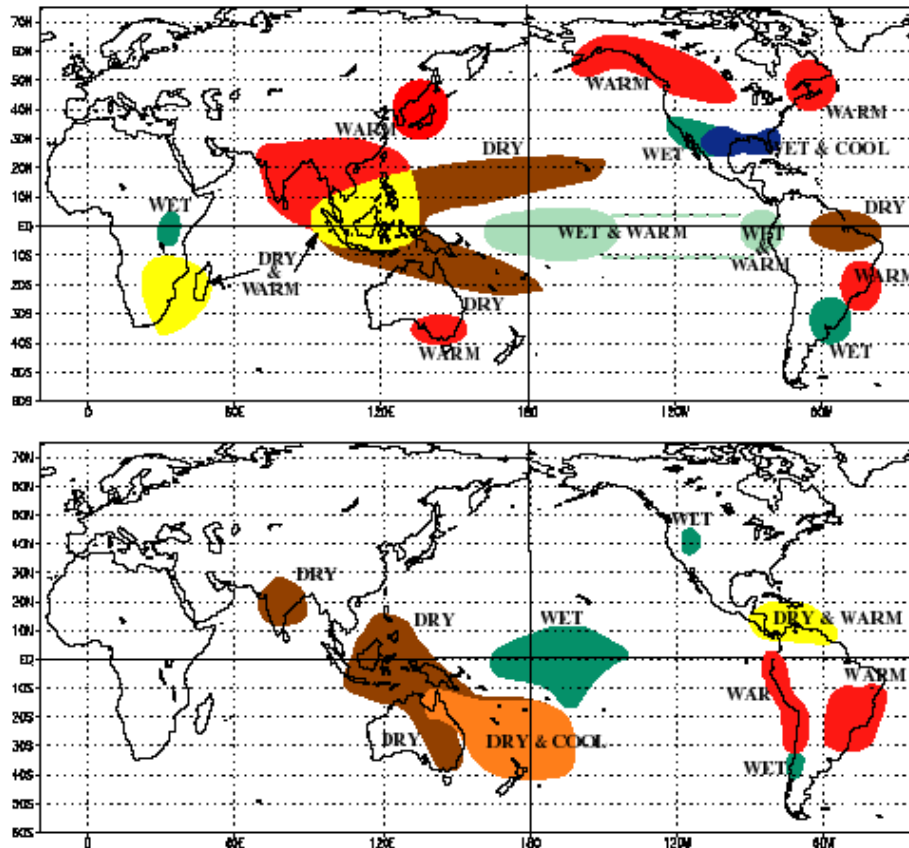 70N
60N
50N
WARM
WARM
40N
WARM
30N
DRY
WET
WET & COOL
20N
10N
WET
DRY
EQ
WET & WARM
WET
&
WARM
10S
DRY
&
WARM
WARM
20S
DRY
30S
WARM
WET
40S
50S
60S
0
60E
120E
180
120W
60W
70N
60N
50N
WET
40N
30N
DRY
20N
DRY
WET
DRY & WARM
10N
EQ
WARM
10S
WAR
20S
DRY
DRY & COOL
30S
WET
40S
50S
60S
0
60E
120E
180
120W
60W